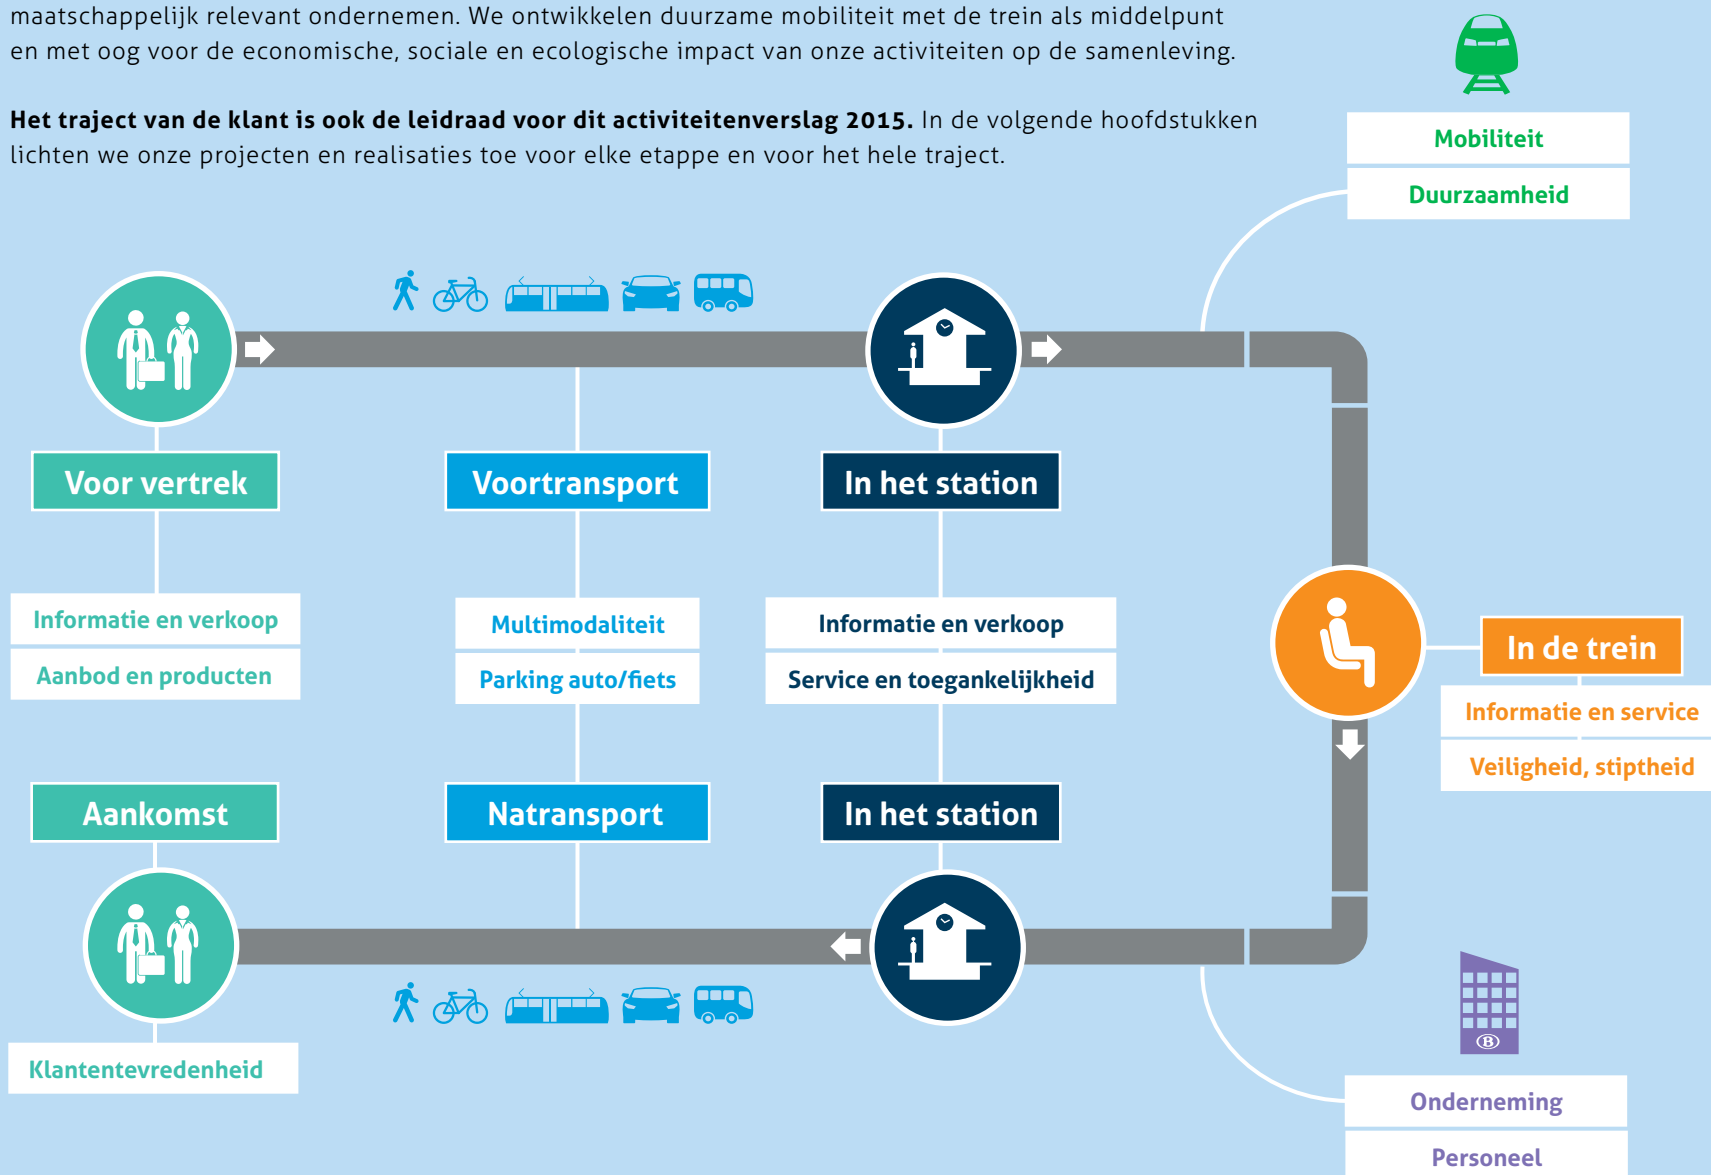 maatschappelijk relevant ondernemen. We ontwikkelen duurzame mobiliteit met de trein als middelpunt
en met oog voor de economische, sociale en ecologische impact van onze activiteiten op de samenleving.
Het traject van de klant is ook de leidraad voor dit activiteitenverslag 2015. In de volgende hoofdstukken
lichten we onze projecten en realisaties toe voor elke etappe en voor het hele traject.
Mobiliteit
Duurzaamheid
Voor vertrek
Voortransport
In het station
Informatie en verkoop
Aanbod en producten
Multimodaliteit
Parking auto/fiets
Informatie en verkoop
Service en toegankelijkheid
In de trein
Informatie en service
Veiligheid, stiptheid
Aankomst
Natransport
In het station
Klantentevredenheid
B
Onderneming
Personeel